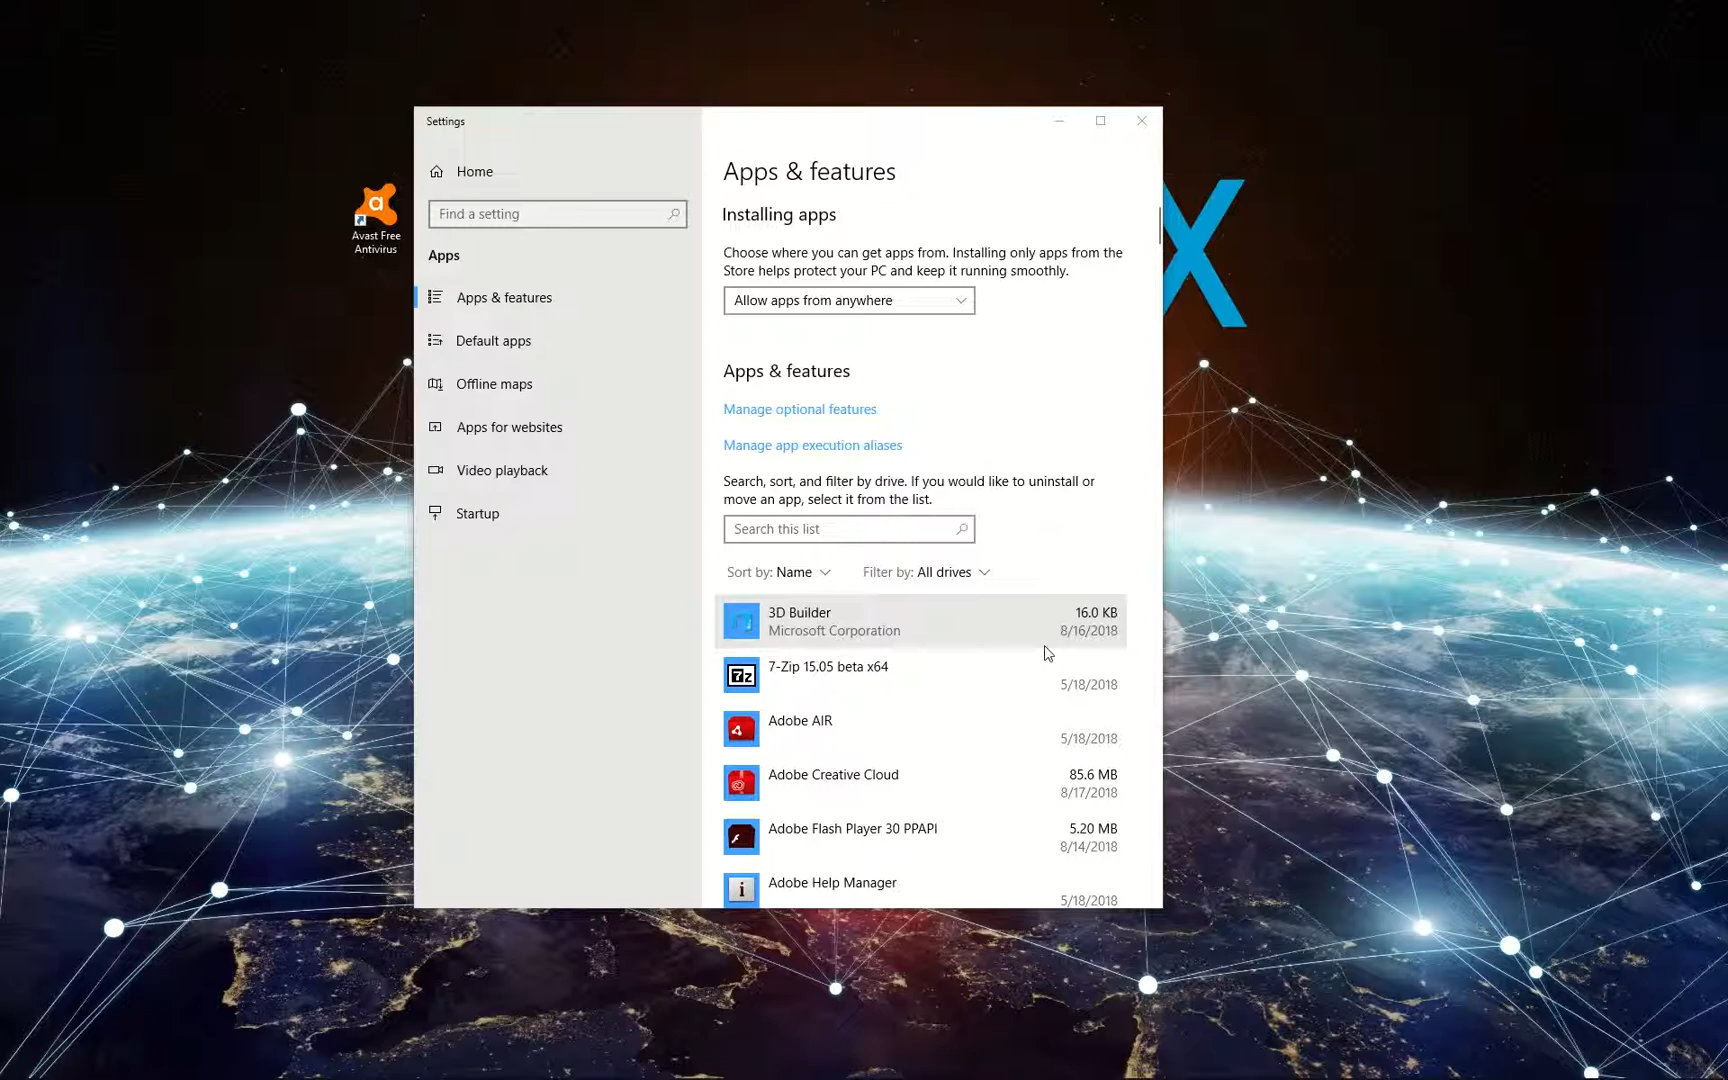 Settings
Home
Find a setting
Apps
Apps & features
Default apps
Offline maps
Apps for websites
Video playback
Startup
Avast Free
Antivirus
Apps & features
Installing apps
Choose where you can get apps from. Installing only apps from the
Store helps protect your PC and keep it running smoothly.
Allow apps from anywhere
Apps & features
Manage optional features
Manage app execution aliases
Search, sort, and filter by drive. If you would like to uninstall or
move an app, select it from the list.
Search this list
Sort by: Name Filter by: All drives
3D Builder 16.0 KB
Microsoft Corporation 8/16/2018
7-Zip 15.05 beta x64
5/18/2018
Adobe AIR
5/18/2018
Adobe Creative Cloud 85.6 MB
8/17/2018
Adobe Flash Player 30 PPAPI 5.20 MB
8/14/2018
Adobe Help Manager
5/18/2018
X